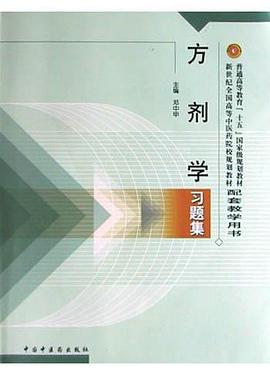 普通高等教育“十五”国家级规划教材
新世纪全国高等中医药院校规划教材
配套教学用书
方剂学
习题集
主编 邓中甲
中国中医药出版社